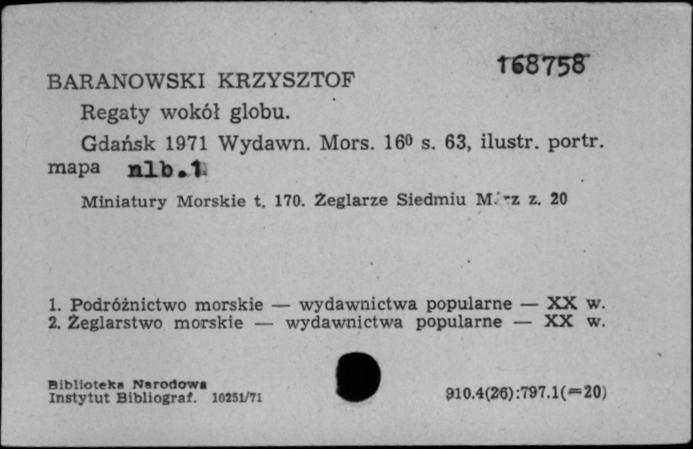 168758
BARANOWSKI KRZYSZTOF
Regaty wokół globu.
Gdańsk 1971 Wydawn. Mors. 16⁰ s. 63, ilustr. portr.
mapa nlb.1
Miniatury Morskie t. 170. Żeglarze Siedmiu z. 20
1. Podróżnictwo morskie — wydawnictwa popularne — XX w.
2. Żeglarstwo morskie — wydawnictwa popularne — XX w.
Biblioteka Narodowa
Instytut Bibliograf. 10251/71
910.4(26):797.1(=20)